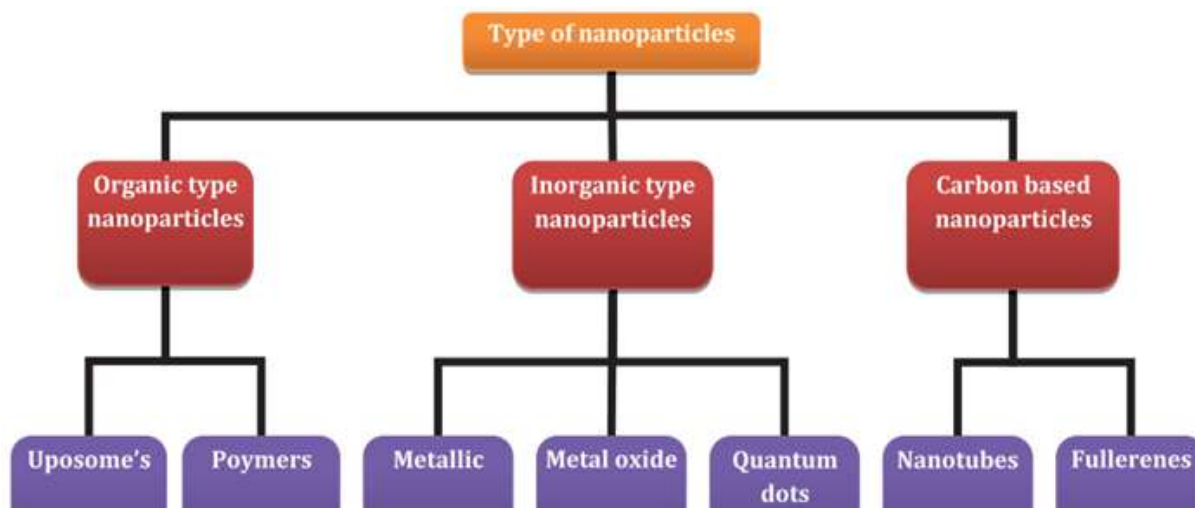 Type of nanoparticles
Organic type
nanoparticles
Inorganic type
nanoparticles
Carbon based
nanoparticles
Uposome's
Poymers
Metallic
Metal oxide
Quantum
dots
Nanotubes
Fullerenes